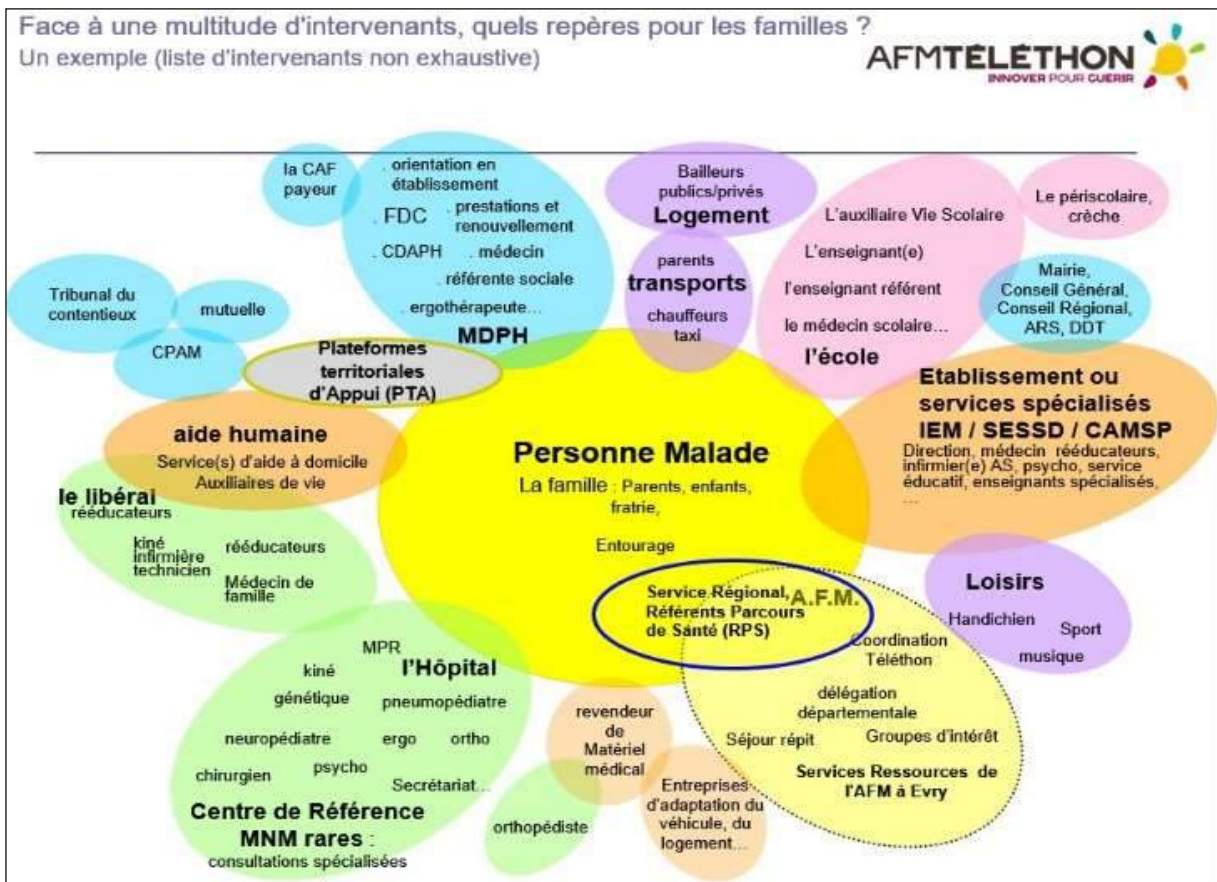 Face à une multitude d'intervenants, quels repères pour les familles ?
Un exemple (liste d'intervenants non exhaustive)
AFMTÉLÉTHON
INNOVER POUR GUÉRIR
la CAF
payeur
. orientation en
établissement
. FDC
. prestations et
renouvellement
. CDAPH
. médecin
. référente sociale
. ergothérapeute...
MDPH
Bailleurs
publics/privés
Logement
parents
transports
chauffeurs
taxi
L'auxiliaire Vie Scolaire
L'enseignant(e)
l'enseignant référent
le médecin scolaire...
l'école
Le périscolaire,
crèche
Mairie,
Conseil Général,
Conseil Régional,
ARS, DDT
Tribunal du
contentieux
mutuelle
CPAM
Plateformes
territoriales
d'Appui (PTA)
Etablissement ou
services spécialisés
IEM / SESSD / CAMSP
Direction, médecin rééducateurs,
infirmier(e) AS, psycho, service
éducatif, enseignants spécialisés,
...
aide humaine
Service(s) d'aide à domicile
Auxiliaires de vie
Personne Malade
La famille : Parents, enfants,
fratrie,
Entourage
le libéral
rééducateurs
kiné
infirmière
technicien
rééducateurs
Médecin de
famille
Service Régional,
Référents Parcours
de Santé (RPS)
A.F.M.
Coordination
Téléthon
délégation
départementale
Séjour répit
Groupes d'intérêt
Services Ressources de
l'AFM à Evry
Loisirs
Handichien
Sport
musique
MPR
kiné
l'Hôpital
génétique
pneumopédiatre
neuropédiatre
ergo
ortho
chirurgien
psycho
Secrétariat...
Centre de Référence
MNM rares :
consultations spécialisées
orthopédiste
revendeur
de
Matériel
médical
Entreprises
d'adaptation du
véhicule, du
logement...